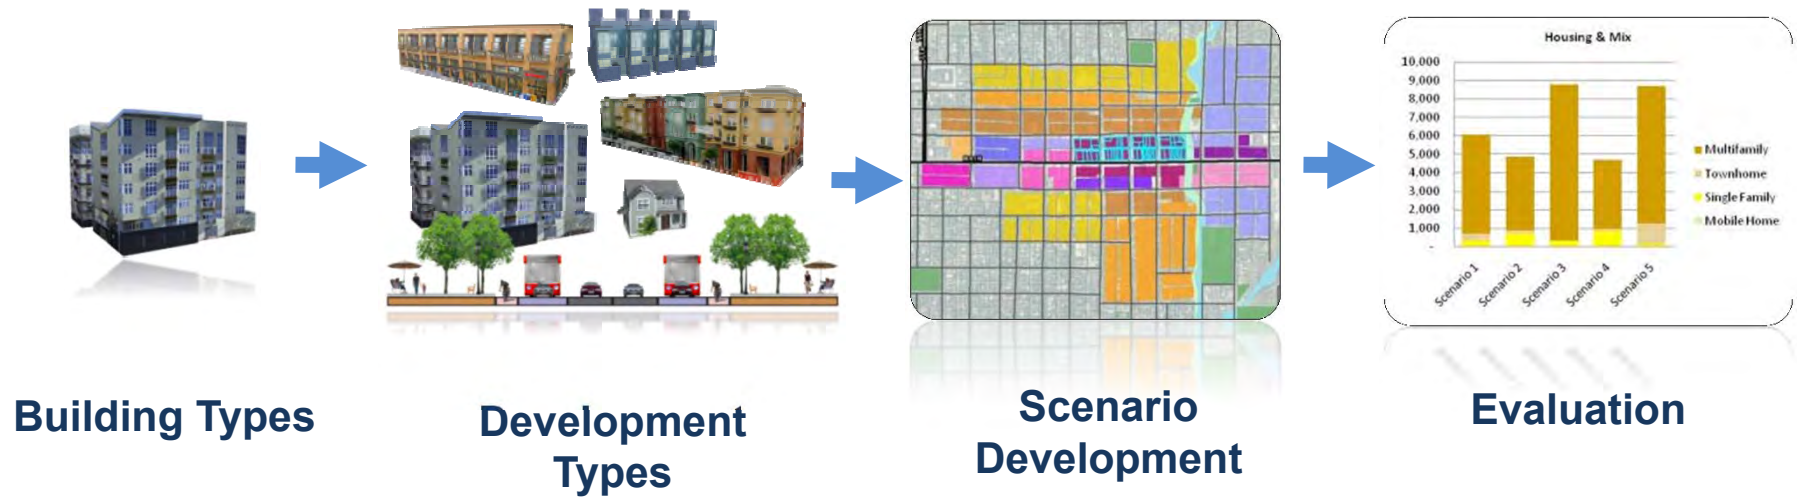 Housing & Mix
10,000
9,000
8,000
7,000
6,000
5,000
4,000
3,000
2,000
1,000
-
Multifamily
Townhome
Single Family
Mobile Home
Scenario 1
Scenario 2
Scenario 3
Scenario 4
Scenario 5
Building Types
Development
Types
Scenario
Development
Evaluation